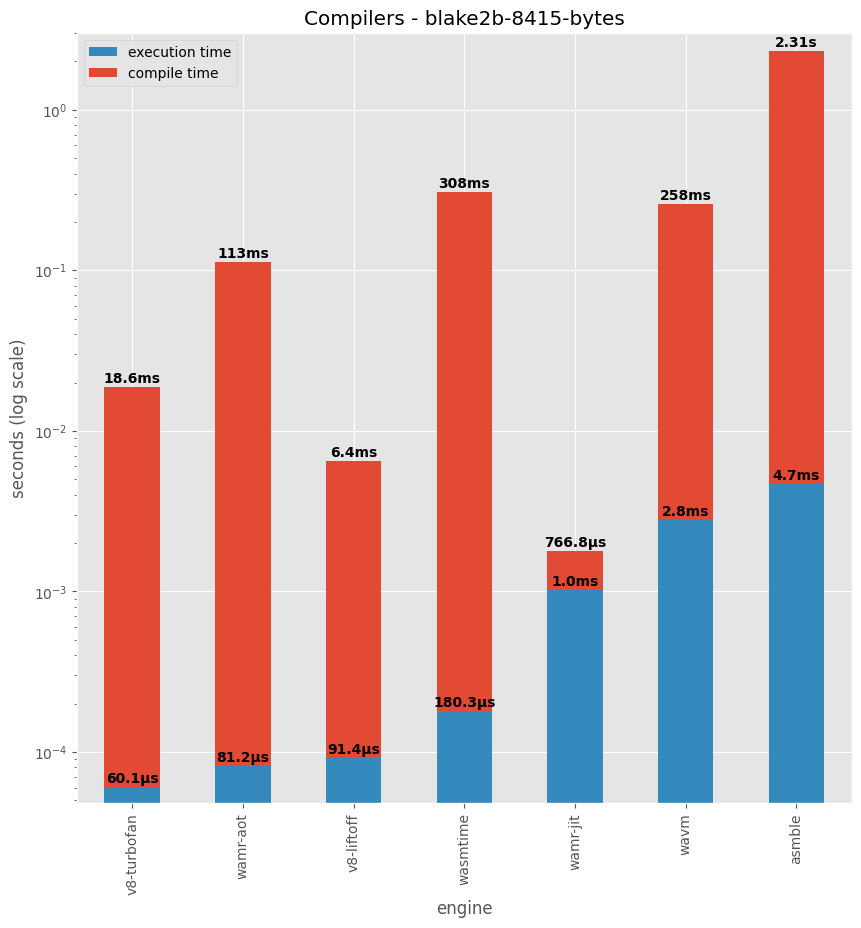 Compilers - blake2b-8415-bytes
execution time
compile time
2.31s
308ms
258ms
113ms
18.6ms
6.4ms
4.7ms
2.8ms
766.8µs
1.0ms
180.3µs
91.4µs
81.2µs
60.1µs
10⁰
10⁻¹
10⁻²
10⁻³
10⁻⁴
seconds (log scale)
v8-turbofan
wamr-aot
v8-liftoff
wasmtime
wamr-jit
wavm
asmble
engine